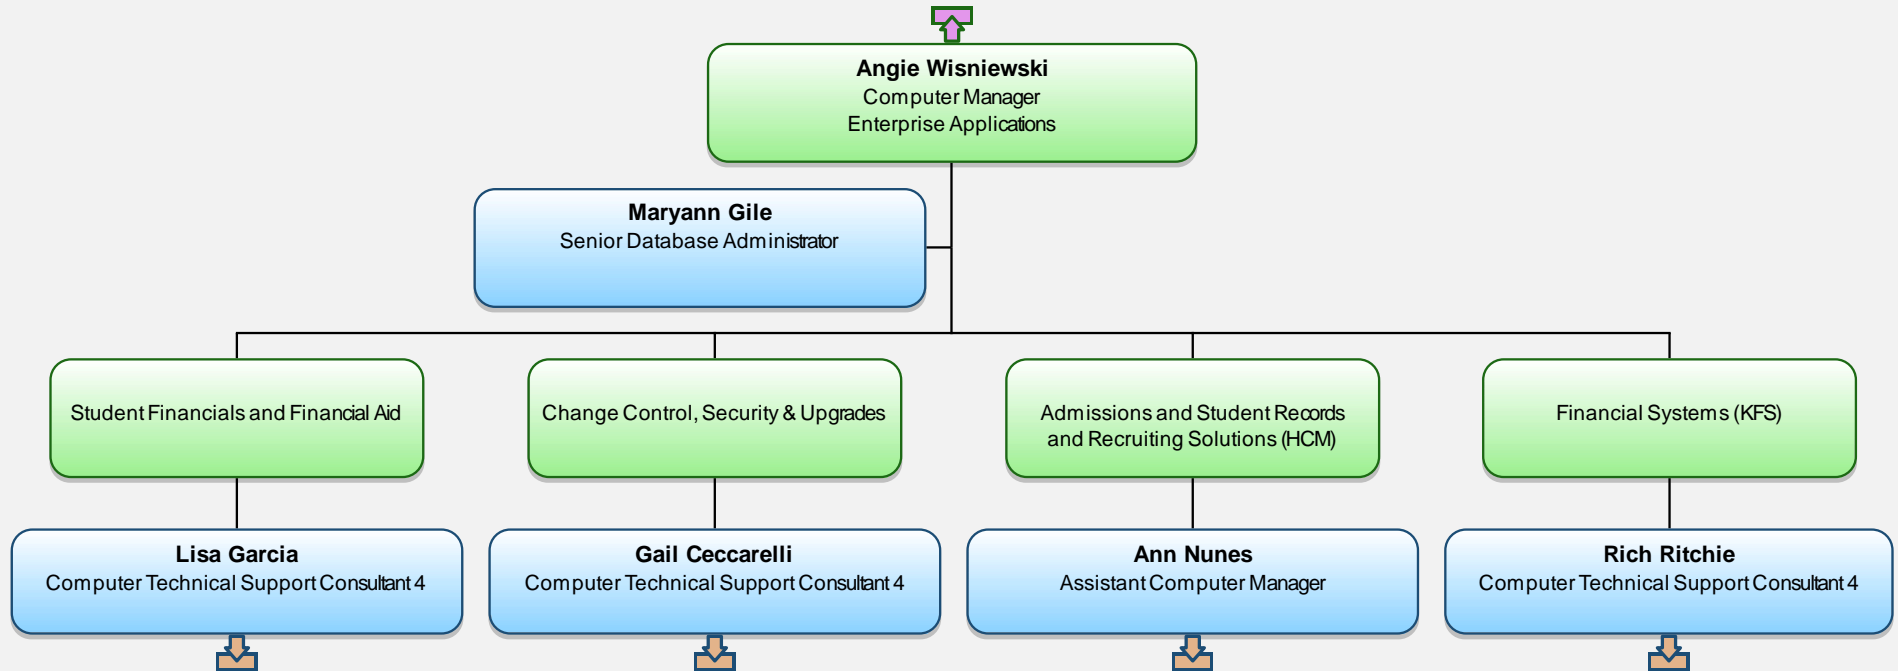 Angie Wisniewski
Computer Manager
Enterprise Applications
Maryann Gile
Senior Database Administrator
Student Financials and Financial Aid
Change Control, Security & Upgrades
Admissions and Student Records
and Recruiting Solutions (HCM)
Financial Systems (KFS)
Lisa Garcia
Computer Technical Support Consultant 4
Gail Ceccarelli
Computer Technical Support Consultant 4
Ann Nunes
Assistant Computer Manager
Rich Ritchie
Computer Technical Support Consultant 4